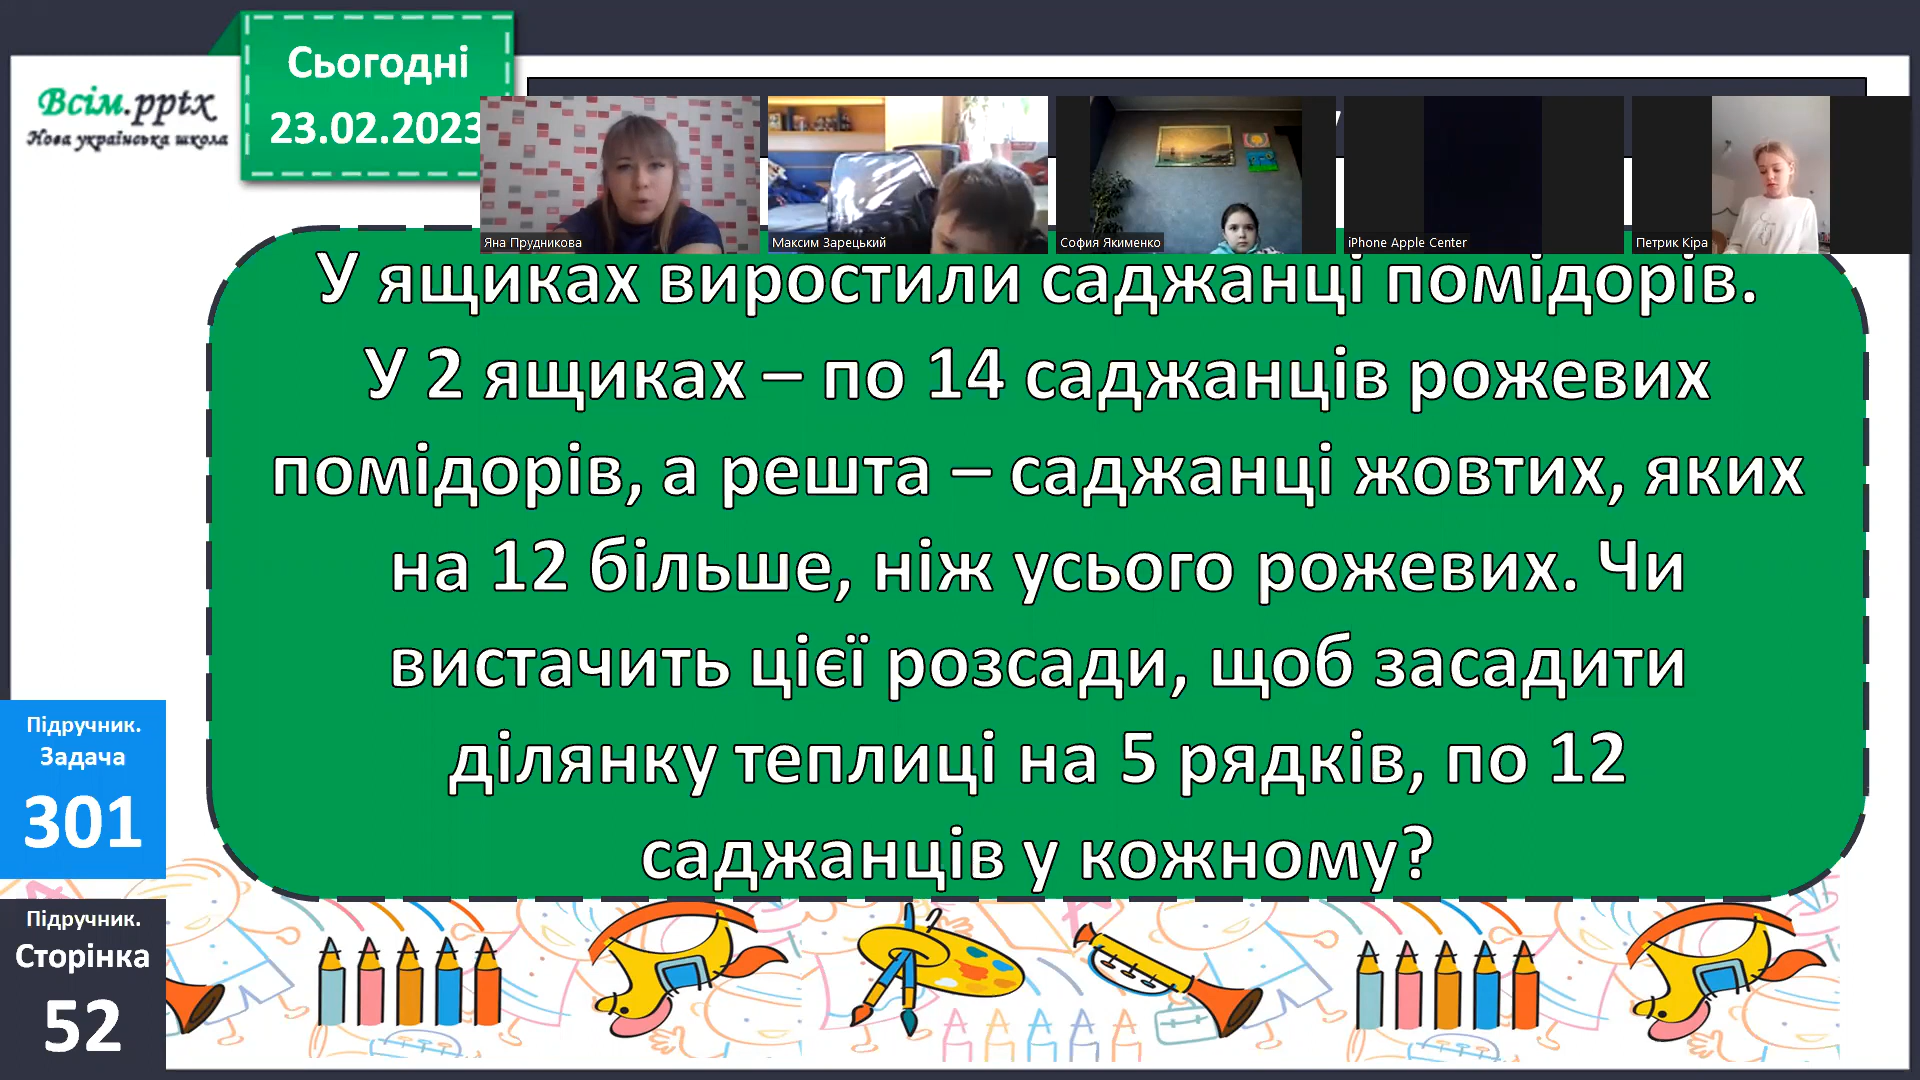 Сьогодні
23.02.2023
Всім.pptx
Нова українська школа
Яна Прудникова
Максим Зарецький
София Якименко
iPhone Apple Center
Петрик Кіра
У ящиках виростили саджанці помідорів.
У 2 ящиках – по 14 саджанців рожевих
помідорів, а решта – саджанці жовтих, яких
на 12 більше, ніж усього рожевих. Чи
вистачить цієї розсади, щоб засадити
ділянку теплиці на 5 рядків, по 12
саджанців у кожному?
Підручник.
Задача
301
Підручник.
Сторінка
52